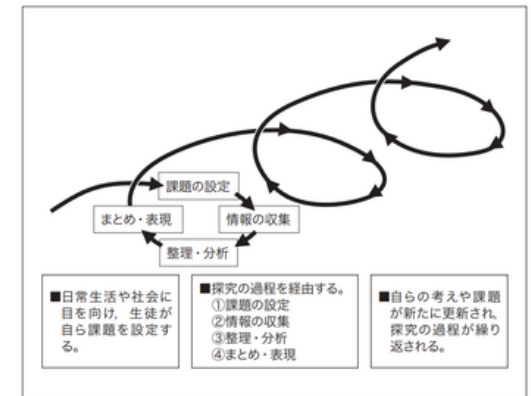 課題の設定
まとめ・表現
情報の収集
整理・分析
■日常生活や社会に
目を向け，生徒が
自ら課題を設定す
る。
■探究の過程を経由する。
①課題の設定
②情報の収集
③整理・分析
④まとめ・表現
■自らの考えや課題
が新たに更新され，
探究の過程が繰り
返される。